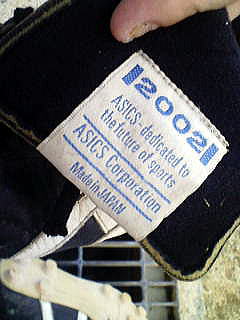 2002
ASICS-dedicated to
the future of sports
ASICS Corporation
Made in JAPAN